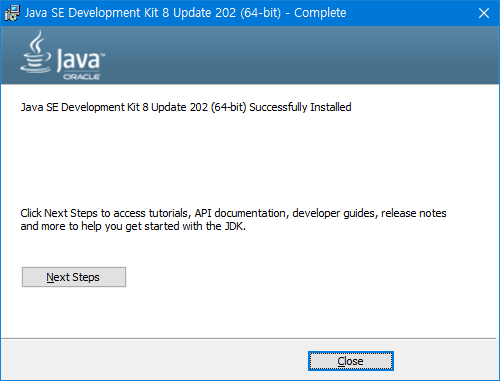 Java SE Development Kit 8 Update 202 (64-bit) - Complete
Java™
ORACLE
Java SE Development Kit 8 Update 202 (64-bit) Successfully Installed
Click Next Steps to access tutorials, API documentation, developer guides, release notes
and more to help you get started with the JDK.
Next Steps
Close